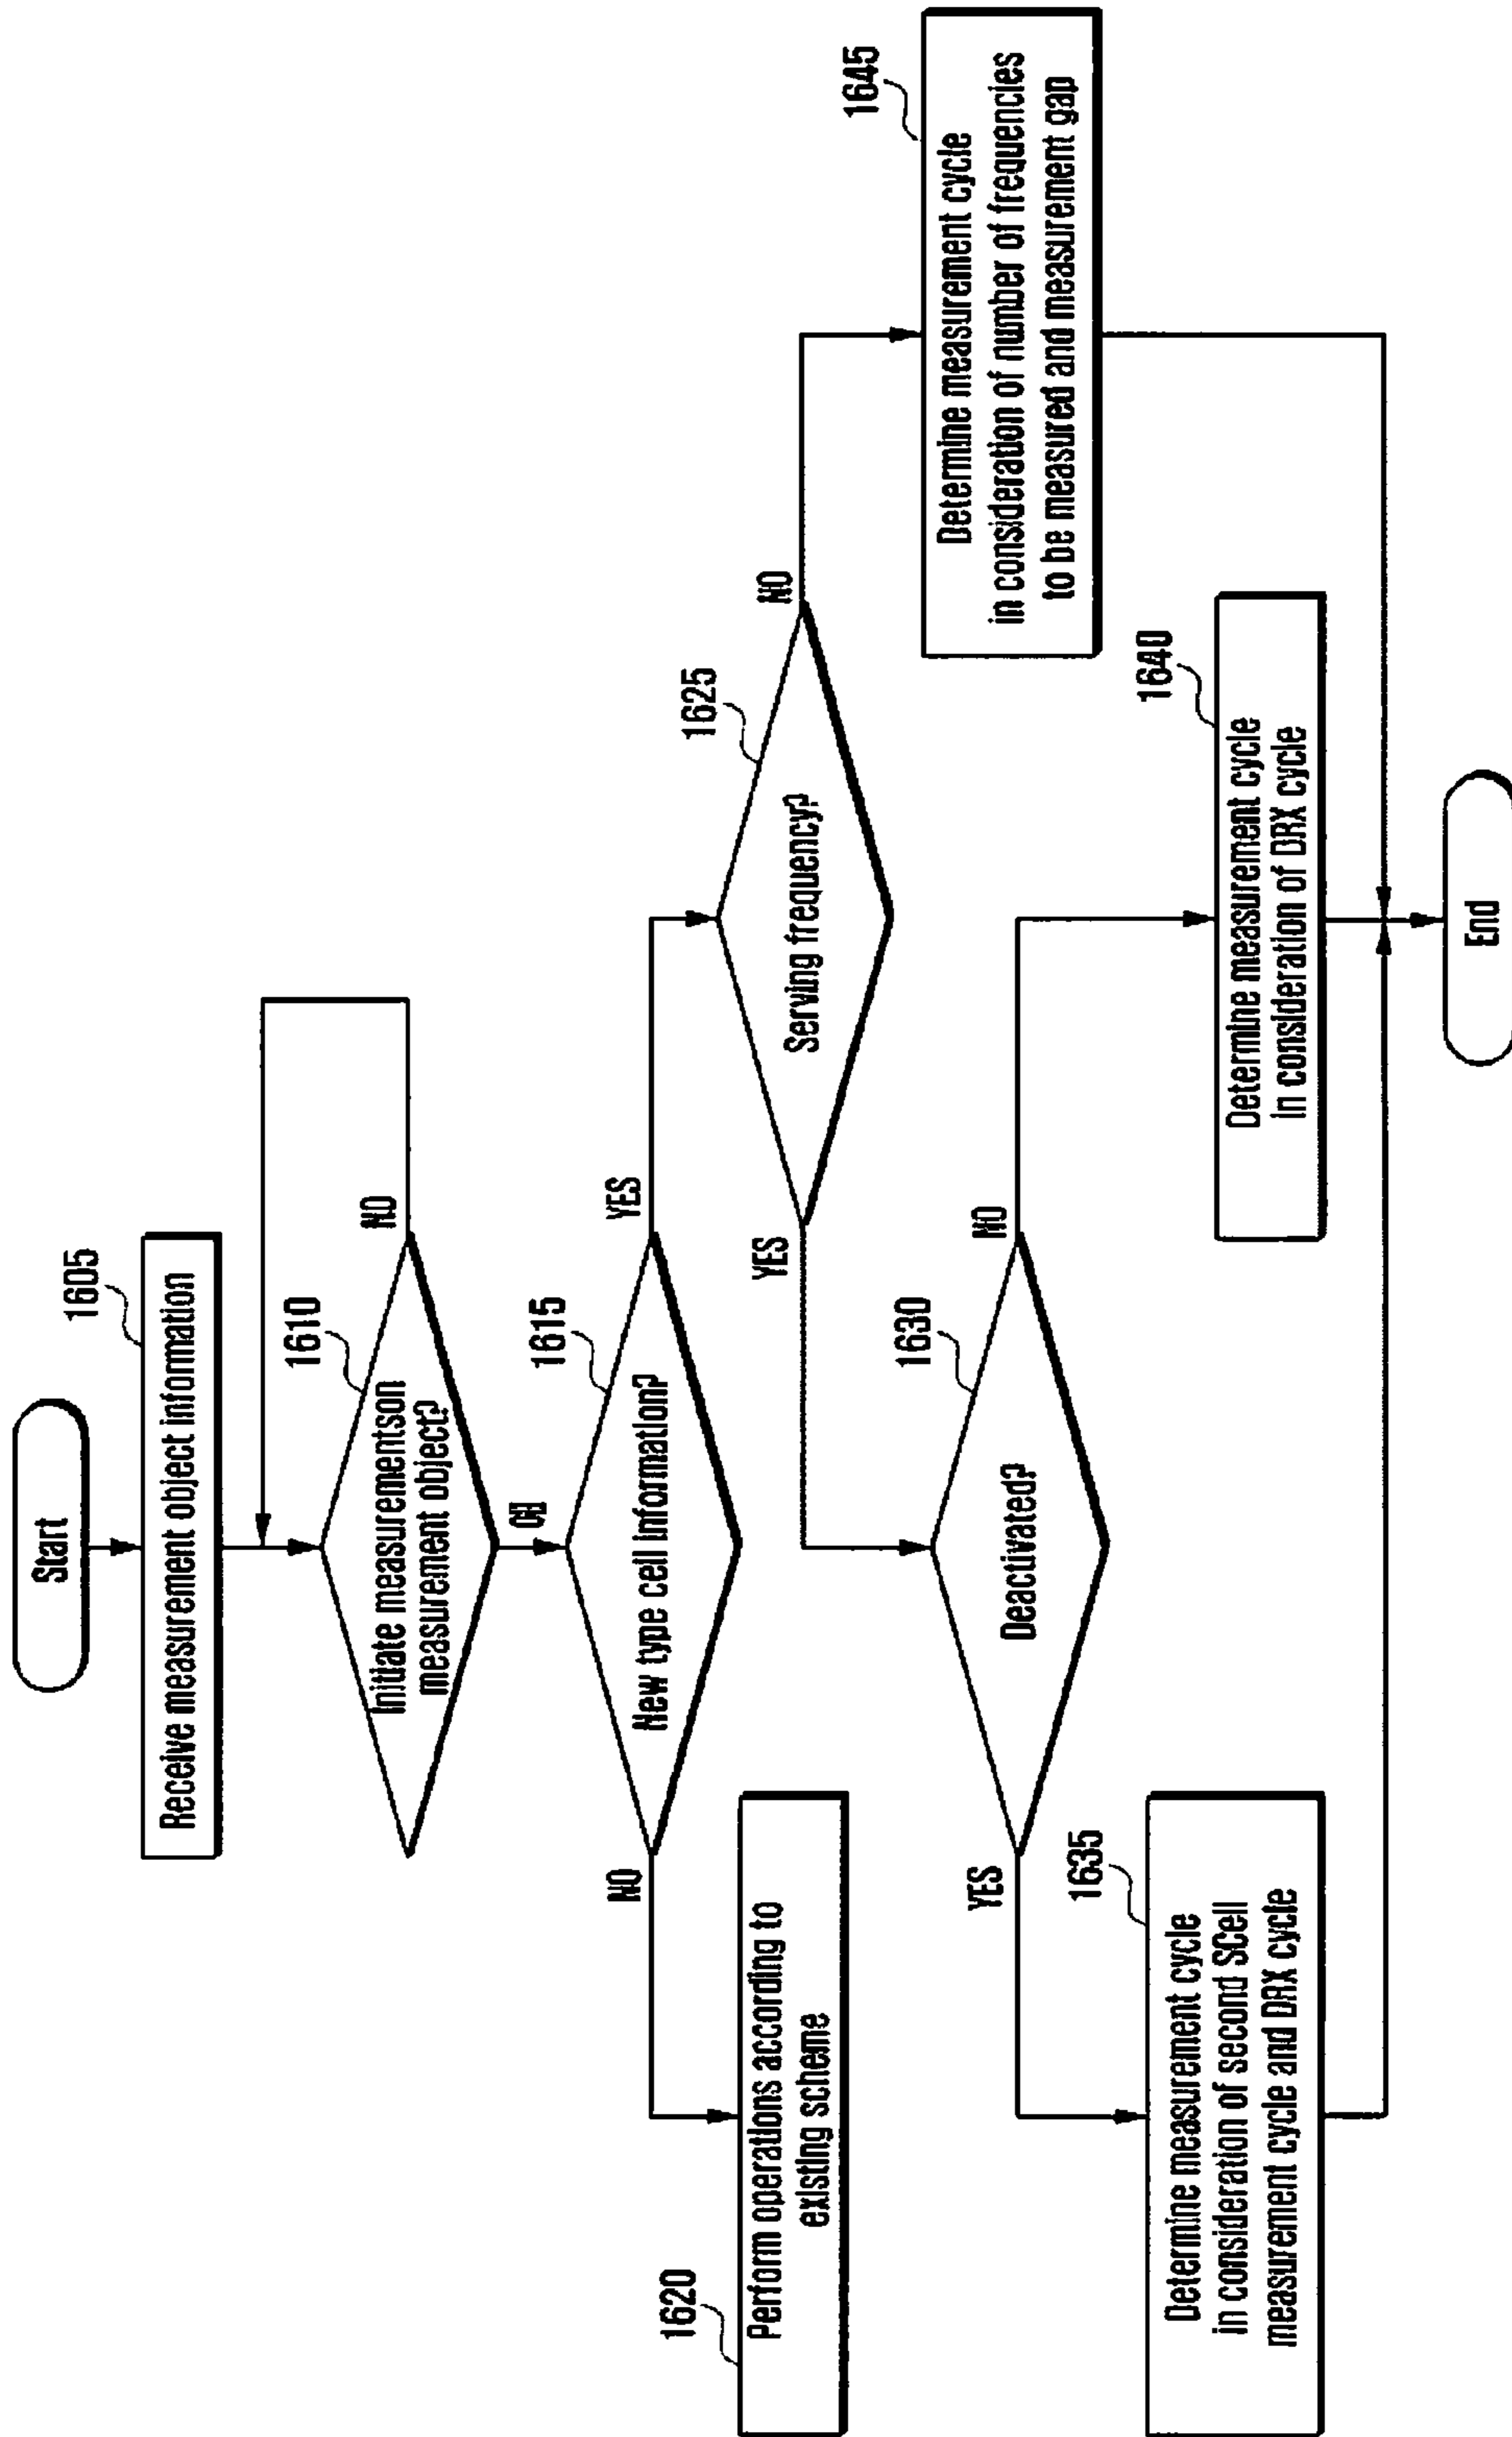 Start
1605
Receive measurement object information
1610
Initiate measurementson
measurement object?
NO
예
1615
New type cell information?
NO
YES
1620
Perform operations according to
existing scheme
1625
Serving frequency?
YES
NO
1630
Deactivated?
YES
NO
1645
Determine measurement cycle
in consideration of number of frequencies
to be measured and measurement gap
1635
Determine measurement cycle
in consideration of second SCell
measurement cycle and DRX cycle
1640
Determine measurement cycle
in consideration of DRX cycle
End